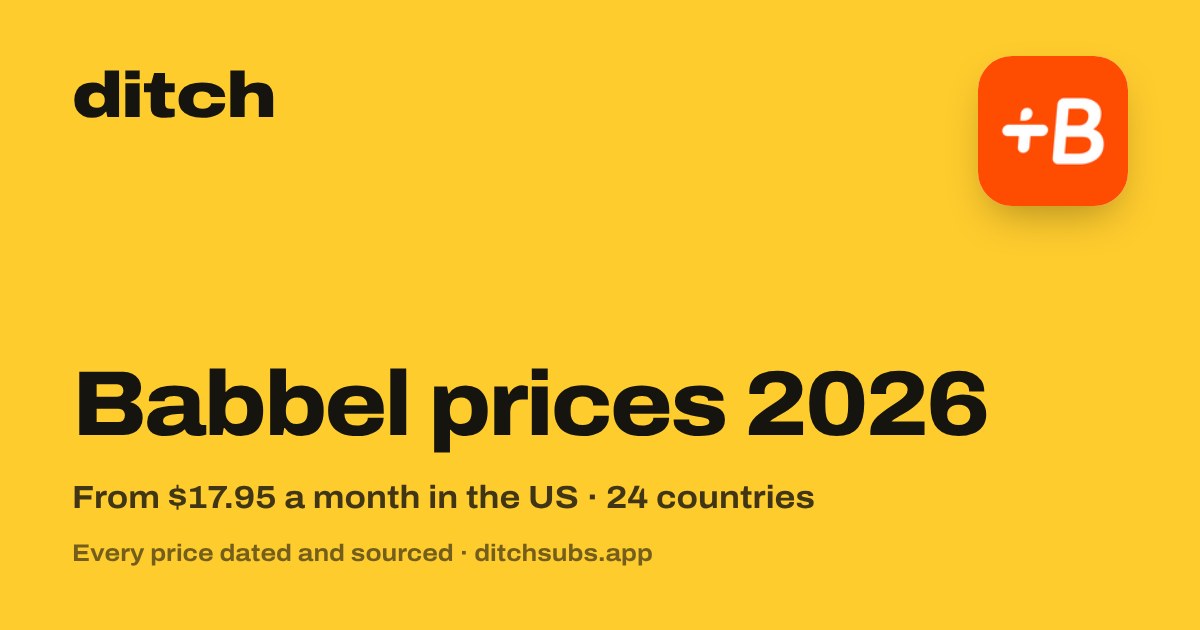 ditch
+B
Babbel prices 2026
From $17.95 a month in the US · 24 countries
Every price dated and sourced · ditchsubs.app